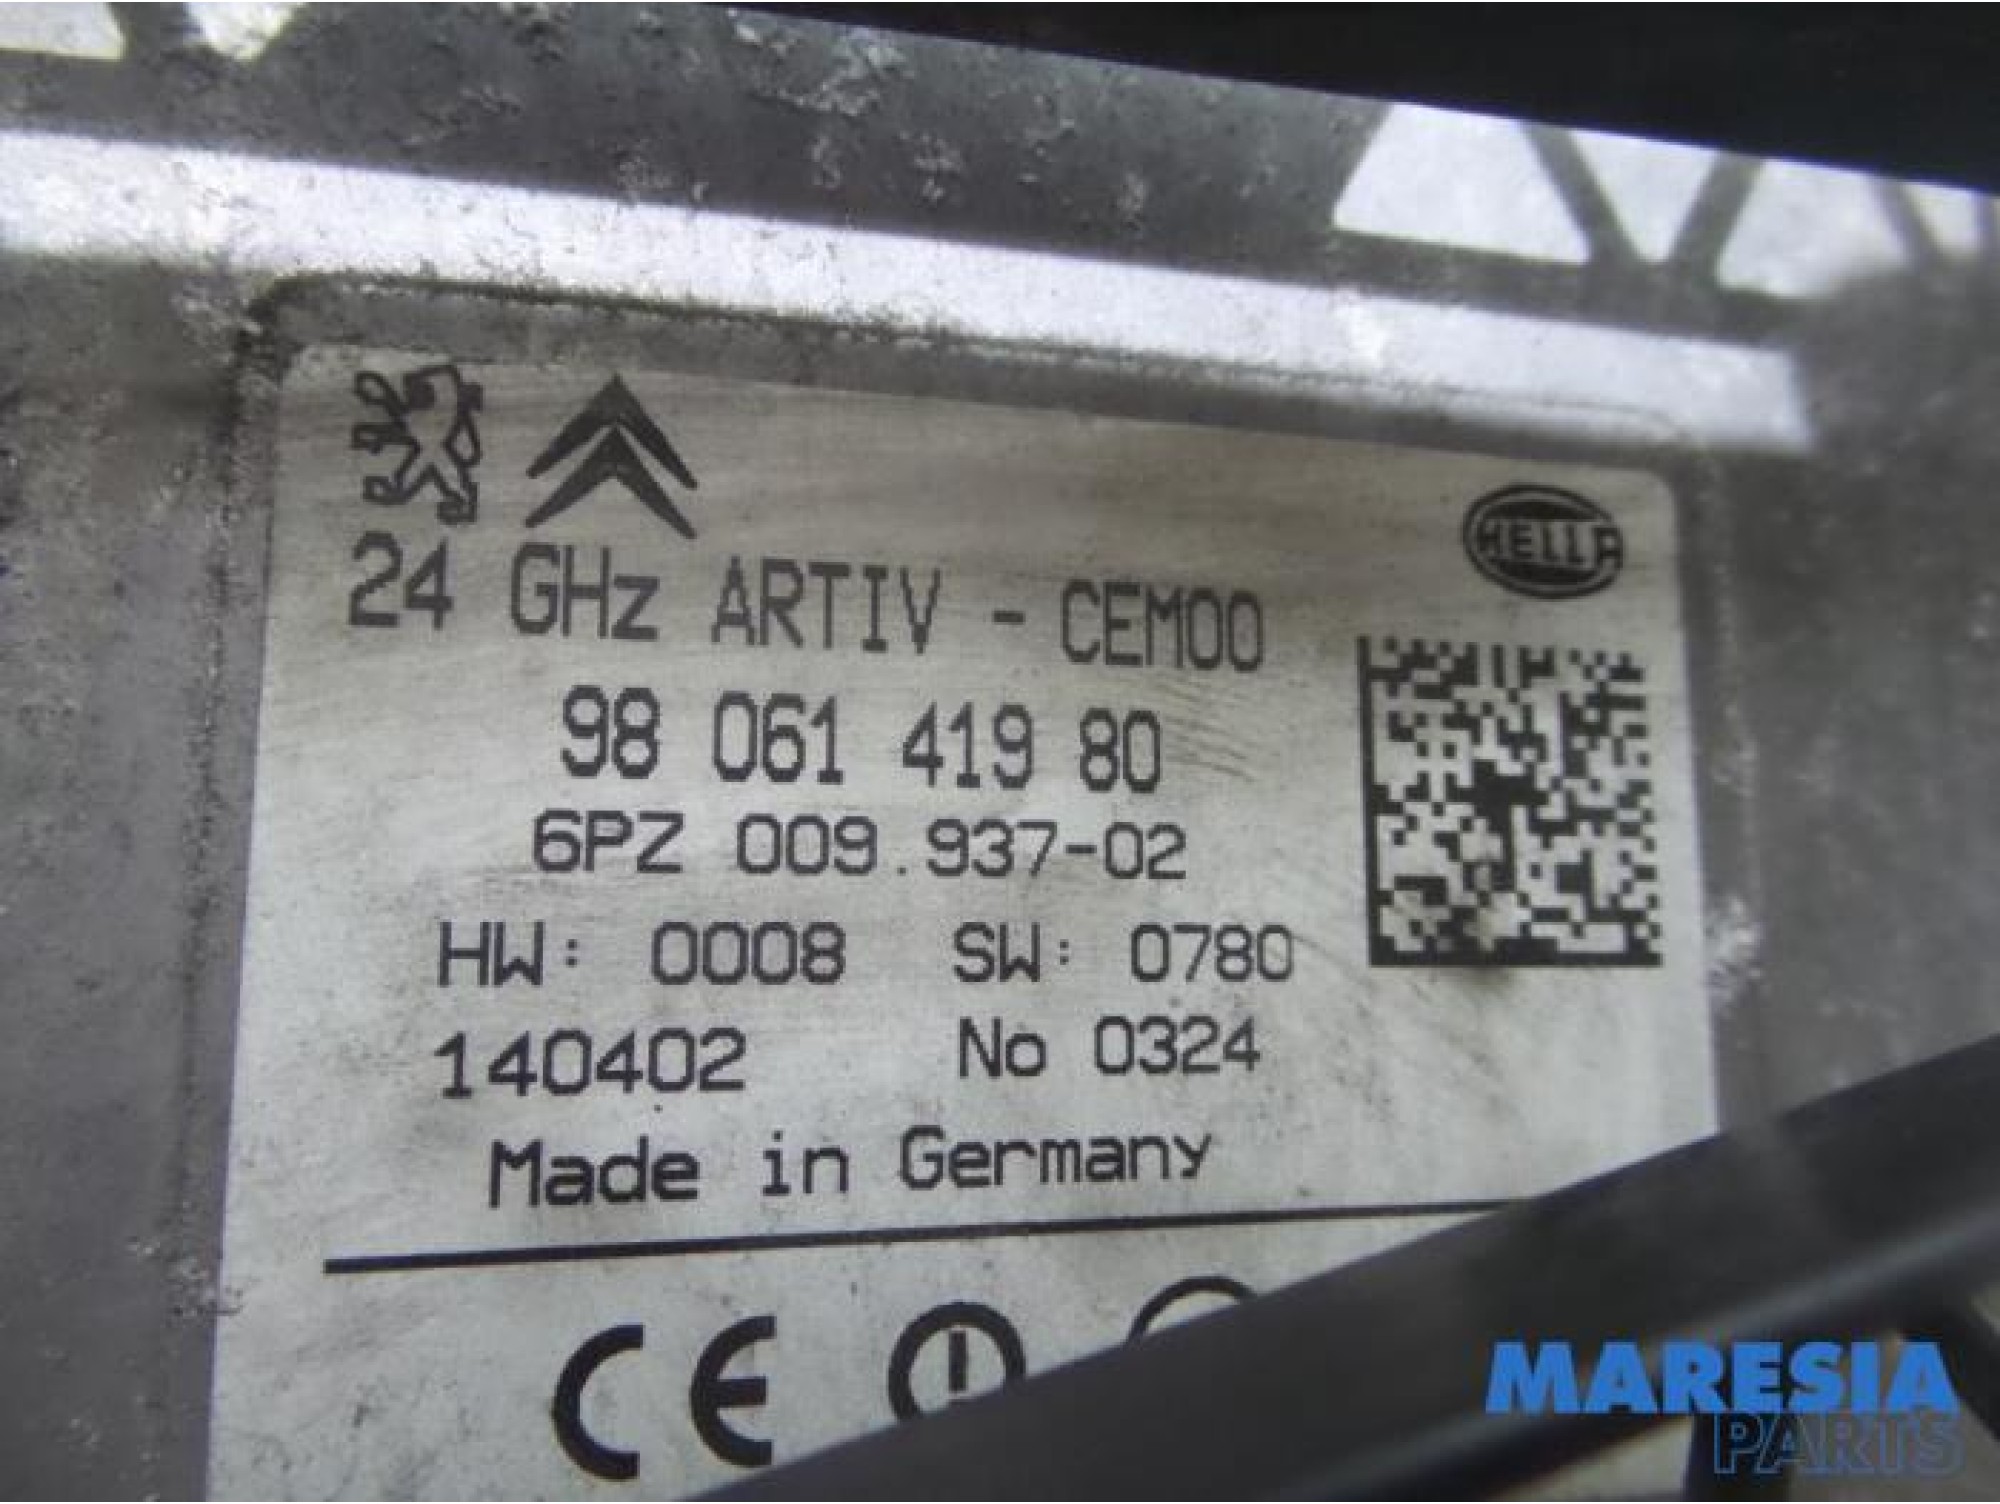 HELLA
24 GHz ARTIV - CEM00
98 061 419 80
6PZ 009.937-02
HW: 0008 SW: 0780
140402 No 0324
Made in Germany
CE
MARESIA
PARTS